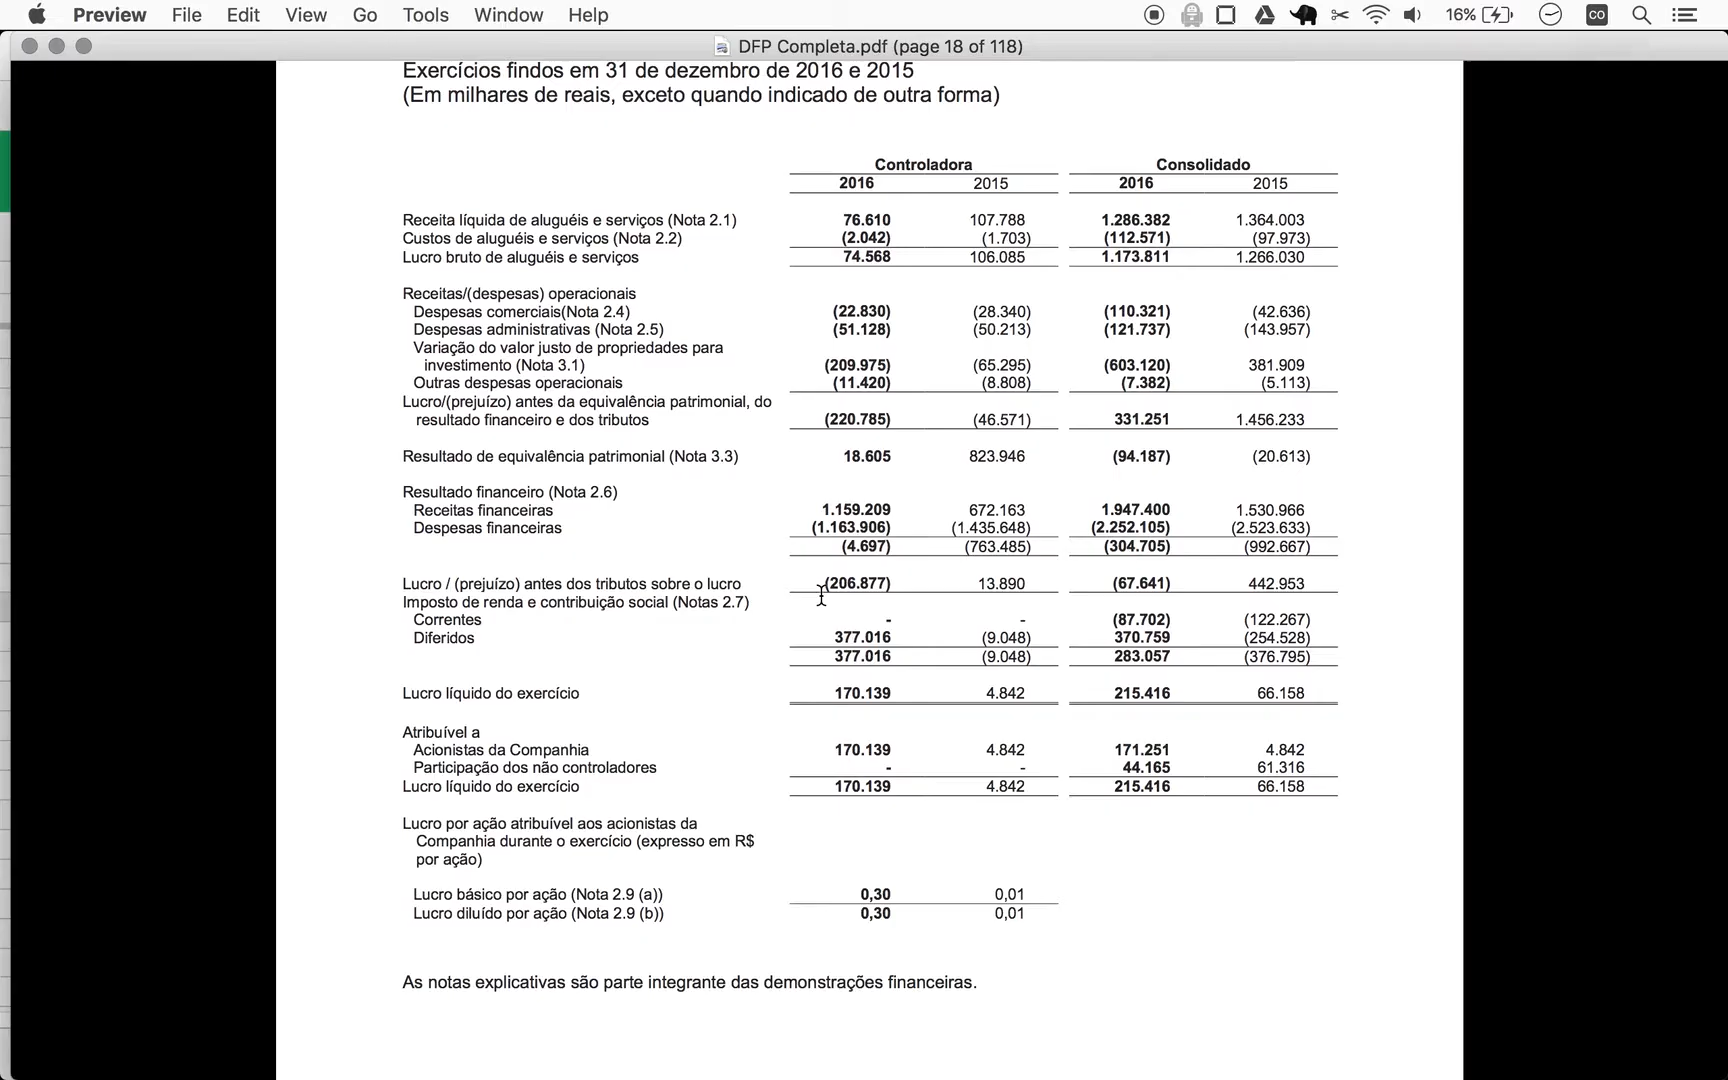 Preview File Edit View Go Tools Window Help 16% CO
DFP Completa.pdf (page 18 of 118)
Exercícios findos em 31 de dezembro de 2016 e 2015
(Em milhares de reais, exceto quando indicado de outra forma)
Controladora Consolidado
2016 2015 2016 2015
Receita líquida de aluguéis e serviços (Nota 2.1) 76.610 107.788 1.286.382 1.364.003
Custos de aluguéis e serviços (Nota 2.2) (2.042) (1.703) (112.571) (97.973)
Lucro bruto de aluguéis e serviços 74.568 106.085 1.173.811 1.266.030
Receitas/(despesas) operacionais
Despesas comerciais(Nota 2.4) (22.830) (28.340) (110.321) (42.636)
Despesas administrativas (Nota 2.5) (51.128) (50.213) (121.737) (143.957)
Variação do valor justo de propriedades para
investimento (Nota 3.1) (209.975) (65.295) (603.120) 381.909
Outras despesas operacionais (11.420) (8.808) (7.382) (5.113)
Lucro/(prejuízo) antes da equivalência patrimonial, do
resultado financeiro e dos tributos (220.785) (46.571) 331.251 1.456.233
Resultado de equivalência patrimonial (Nota 3.3) 18.605 823.946 (94.187) (20.613)
Resultado financeiro (Nota 2.6)
Receitas financeiras 1.159.209 672.163 1.947.400 1.530.966
Despesas financeiras (1.163.906) (1.435.648) (2.252.105) (2.523.633)
(4.697) (763.485) (304.705) (992.667)
Lucro / (prejuízo) antes dos tributos sobre o lucro (206.877) 13.890 (67.641) 442.953
Imposto de renda e contribuição social (Notas 2.7)
Correntes - - (87.702) (122.267)
Diferidos 377.016 (9.048) 370.759 (254.528)
377.016 (9.048) 283.057 (376.795)
Lucro líquido do exercício 170.139 4.842 215.416 66.158
Atribuível a
Acionistas da Companhia 170.139 4.842 171.251 4.842
Participação dos não controladores - - 44.165 61.316
Lucro líquido do exercício 170.139 4.842 215.416 66.158
Lucro por ação atribuível aos acionistas da
Companhia durante o exercício (expresso em R$
por ação)
Lucro básico por ação (Nota 2.9 (a)) 0,30 0,01
Lucro diluído por ação (Nota 2.9 (b)) 0,30 0,01
As notas explicativas são parte integrante das demonstrações financeiras.